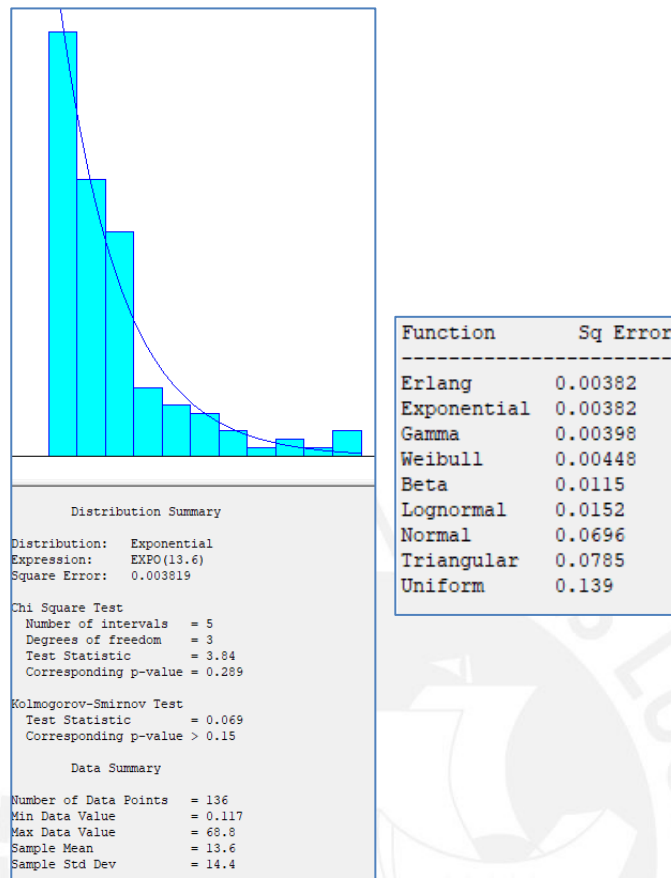 Distribution Summary
Distribution: Exponential
Expression: EXPO(13.6)
Square Error: 0.003819
Chi Square Test
Number of intervals = 5
Degrees of freedom = 3
Test Statistic = 3.84
Corresponding p-value = 0.289
Kolmogorov-Smirnov Test
Test Statistic = 0.069
Corresponding p-value > 0.15
Data Summary
Number of Data Points = 136
Min Data Value = 0.117
Max Data Value = 68.8
Sample Mean = 13.6
Sample Std Dev = 14.4
Function Sq Error
-----------------------
Erlang 0.00382
Exponential 0.00382
Gamma 0.00398
Weibull 0.00448
Beta 0.0115
Lognormal 0.0152
Normal 0.0696
Triangular 0.0785
Uniform 0.139